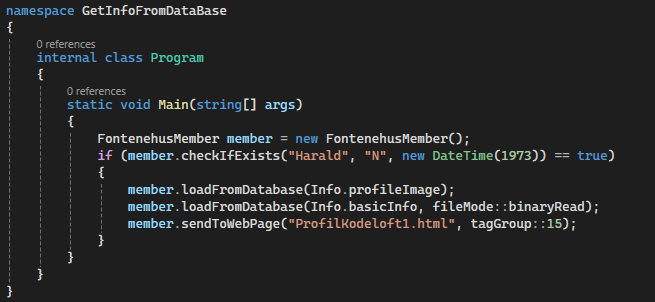 namespace GetInfoFromDataBase
{
0 references
internal class Program
{
0 references
static void Main(string[] args)
{
FontenehusMember member = new FontenehusMember();
if (member.checkIfExists("Harald", "N", new DateTime(1973)) == true)
{
member.loadFromDatabase(Info.profileImage);
member.loadFromDatabase(Info.basicInfo, fileMode::binaryRead);
member.sendToWebPage("ProfilKodeloft1.html", tagGroup::15);
}
}
}
}